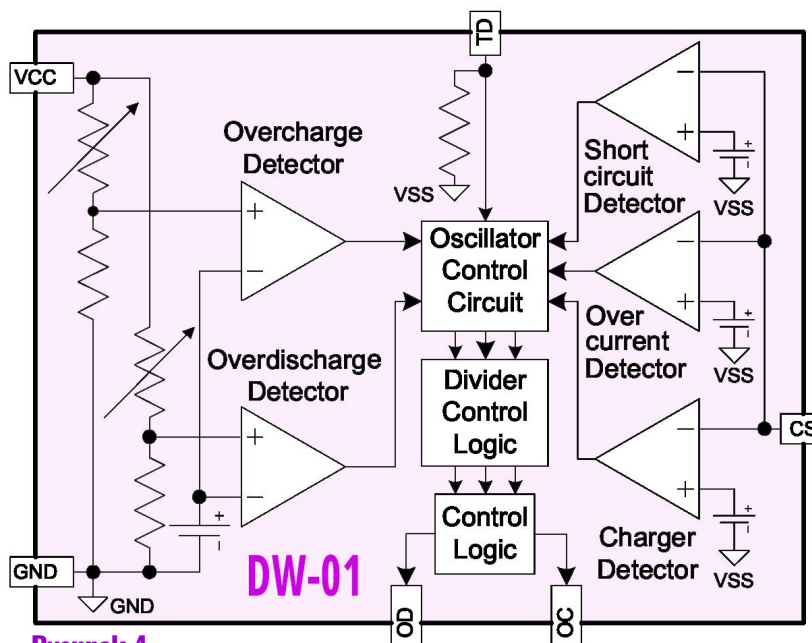 TD
VCC
Overcharge
Detector
VSS
Short
circuit
Detector
VSS
Oscillator
Control
Circuit
Over
current
Detector
VSS
Overdischarge
Detector
Divider
Control
Logic
CS
Control
Logic
Charger
Detector
VSS
GND
GND
DW-01
OD
OC